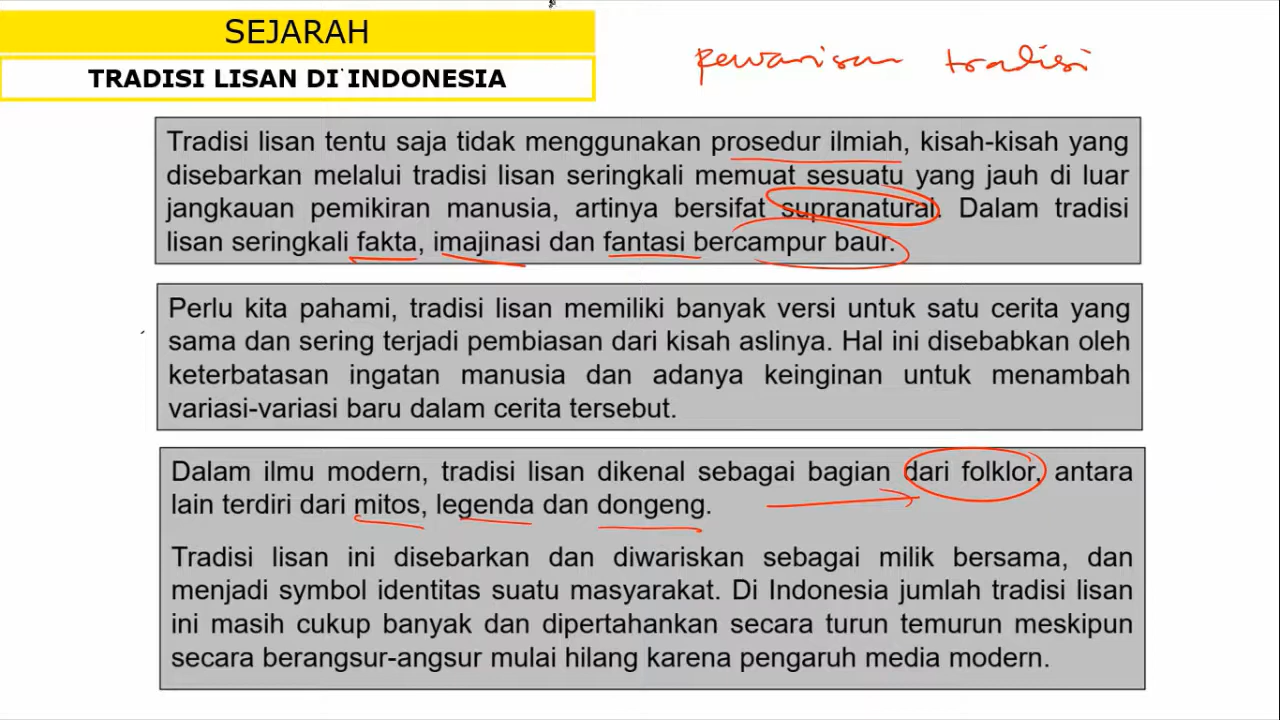 SEJARAH
TRADISI LISAN DI INDONESIA
pewarisan tradisi
Tradisi lisan tentu saja tidak menggunakan prosedur ilmiah, kisah-kisah yang
disebarkan melalui tradisi lisan seringkali memuat sesuatu yang jauh di luar
jangkauan pemikiran manusia, artinya bersifat supranatural. Dalam tradisi
lisan seringkali fakta, imajinasi dan fantasi bercampur baur.
Perlu kita pahami, tradisi lisan memiliki banyak versi untuk satu cerita yang
sama dan sering terjadi pembiasan dari kisah aslinya. Hal ini disebabkan oleh
keterbatasan ingatan manusia dan adanya keinginan untuk menambah
variasi-variasi baru dalam cerita tersebut.
Dalam ilmu modern, tradisi lisan dikenal sebagai bagian dari folklor, antara
lain terdiri dari mitos, legenda dan dongeng.
Tradisi lisan ini disebarkan dan diwariskan sebagai milik bersama, dan
menjadi symbol identitas suatu masyarakat. Di Indonesia jumlah tradisi lisan
ini masih cukup banyak dan dipertahankan secara turun temurun meskipun
secara berangsur-angsur mulai hilang karena pengaruh media modern.